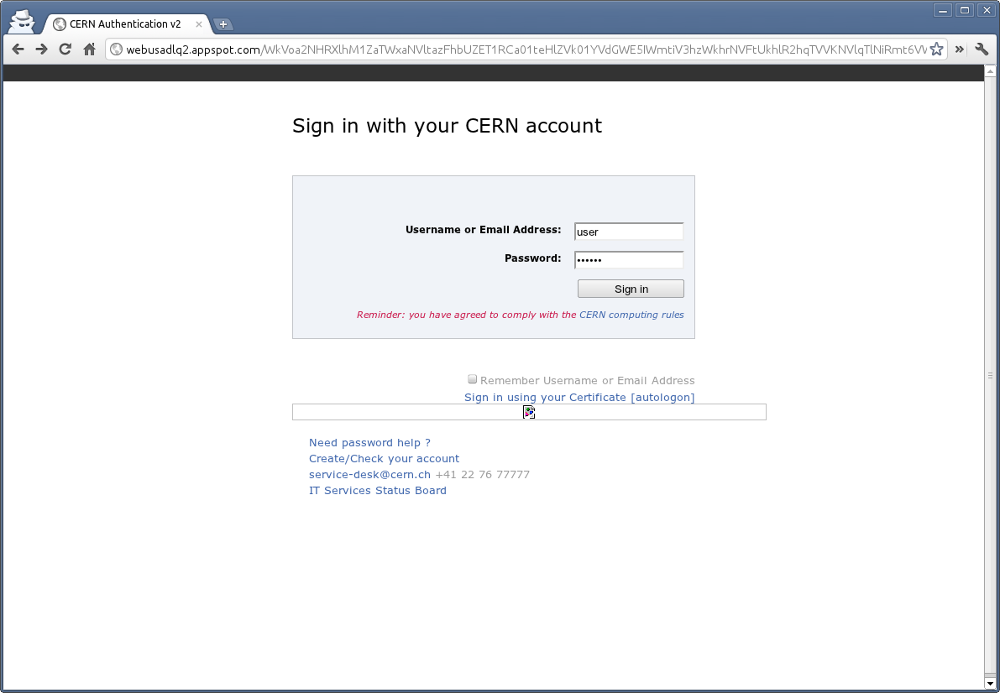 CERN Authentication v2
webusadlq2.appspot.com
Sign in with your CERN account
Username or Email Address: user
Password: ••••••
Sign in
Reminder: you have agreed to comply with the CERN computing rules
Remember Username or Email Address
Sign in using your Certificate [autologon]
Need password help ?
Create/Check your account
service-desk@cern.ch +41 22 76 77777
IT Services Status Board